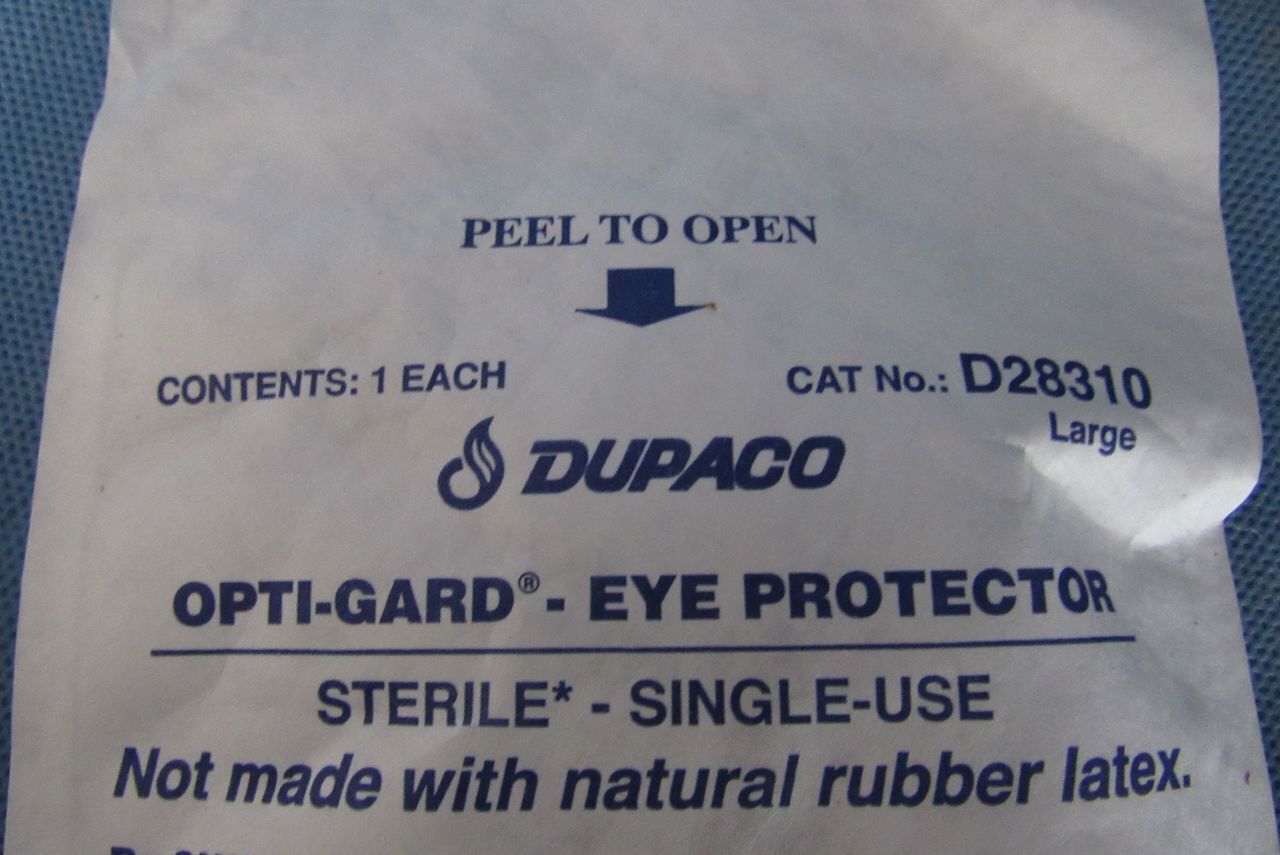 PEEL TO OPEN
CONTENTS: 1 EACH
CAT No.: D28310
Large
DUPACO
OPTI-GARD® - EYE PROTECTOR
STERILE* - SINGLE-USE
Not made with natural rubber latex.